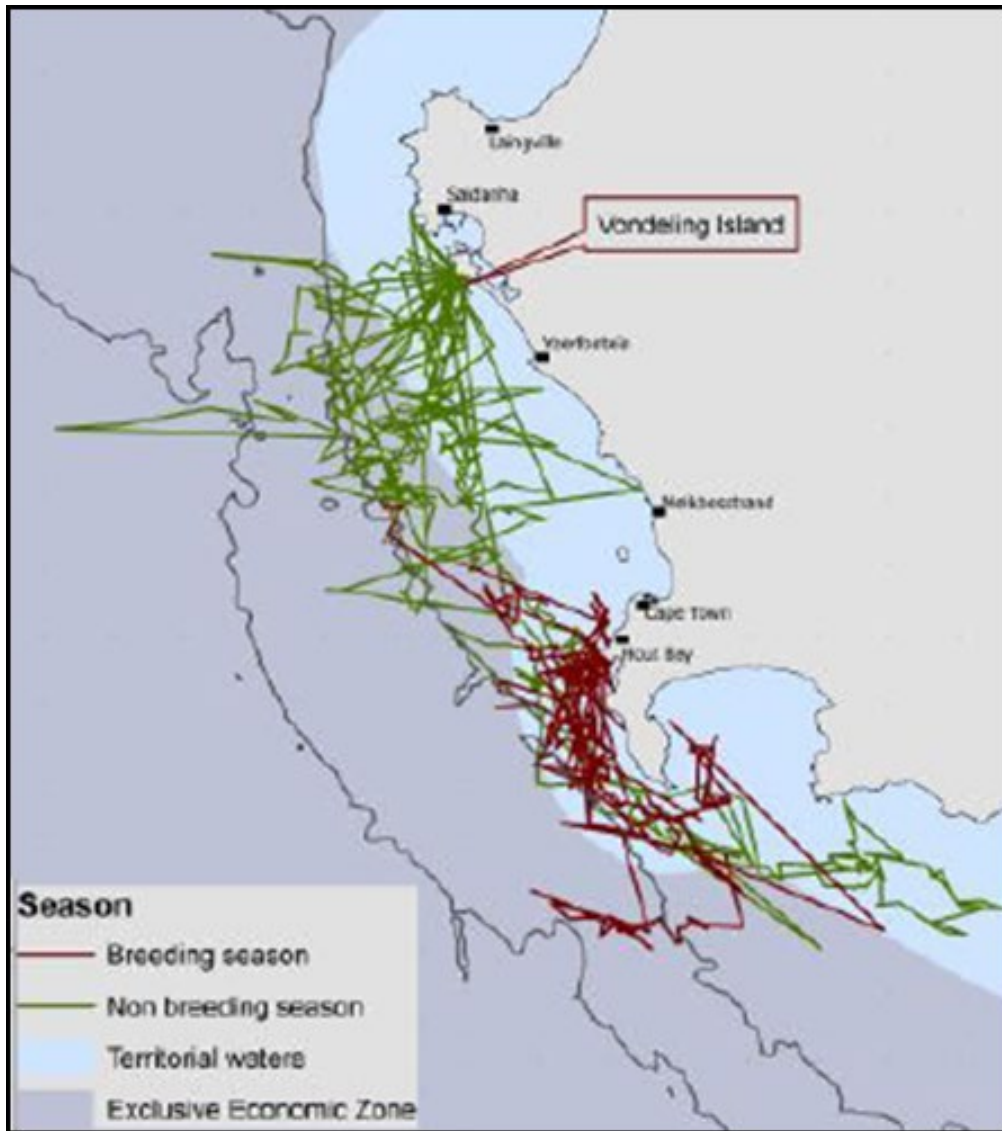 Saldanha
Vondeling Island
Cape Town
Hout Bay
Season
Breeding season
Non breeding season
Territorial waters
Exclusive Economic Zone